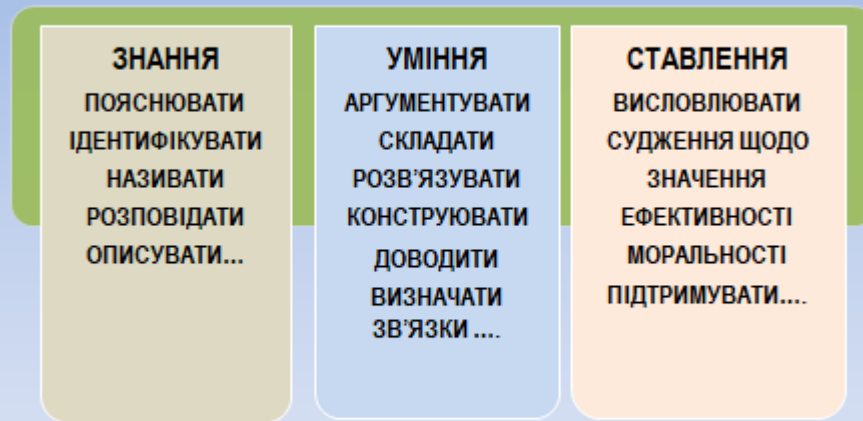 ЗНАННЯ
ПОЯСНЮВАТИ
ІДЕНТИФІКУВАТИ
НАЗИВАТИ
РОЗПОВІДАТИ
ОПИСУВАТИ...
УМІННЯ
АРГУМЕНТУВАТИ
СКЛАДАТИ
РОЗВ'ЯЗУВАТИ
КОНСТРУЮВАТИ
ДОВОДИТИ
ВИЗНАЧАТИ
ЗВ'ЯЗКИ ....
СТАВЛЕННЯ
ВИСЛОВЛЮВАТИ
СУДЖЕННЯ ЩОДО
ЗНАЧЕННЯ
ЕФЕКТИВНОСТІ
МОРАЛЬНОСТІ
ПІДТРИМУВАТИ....